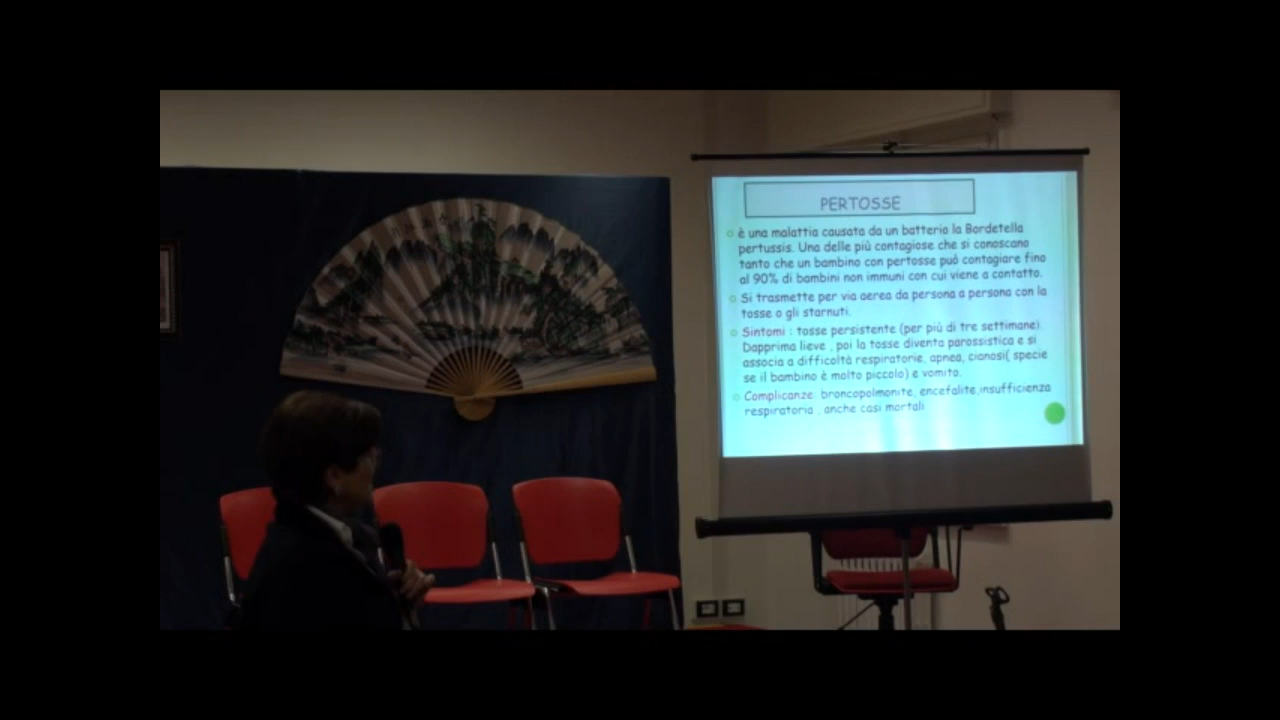 PERTOSSE
è una malattia causata da un batterio la Bordetella
pertussis. Una delle più contagiose che si conoscano
tanto che un bambino con pertosse può contagiare fino
al 90% di bambini non immuni con cui viene a contatto.
Si trasmette per via aerea da persona a persona con la
tosse o gli starnuti.
Sintomi : tosse persistente (per più di tre settimane).
Dapprima lieve , poi la tosse diventa parossistica e si
associa a difficoltà respiratorie, apnea, cianosi( specie
se il bambino è molto piccolo) e vomito.
Complicanze: broncopolmonite, encefalite,insufficienza
respiratoria , anche casi mortali